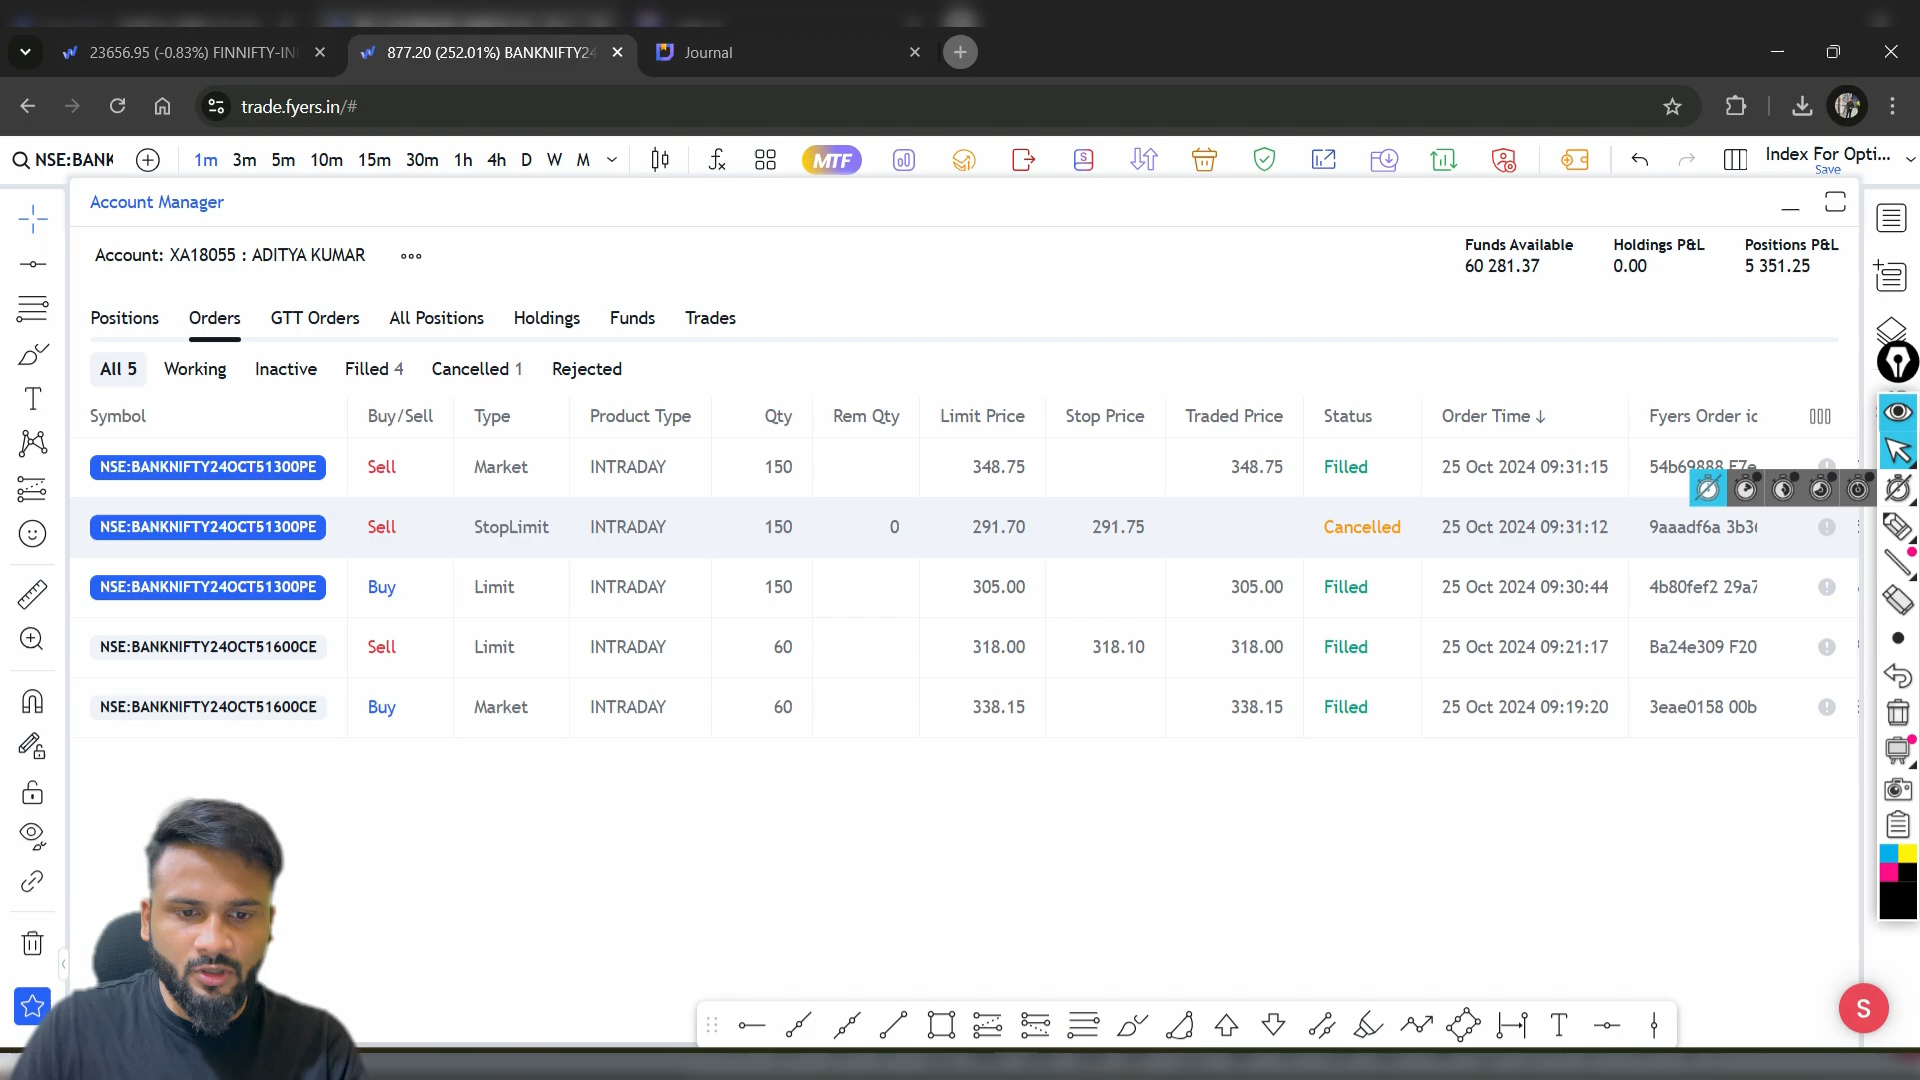 23656.95 (-0.83%) FINNIFTY-IN
877.20 (252.01%) BANKNIFTY24
Journal
trade.fyers.in/#
NSE:BANK
1m 3m 5m 10m 15m 30m 1h 4h D W M
MTF
Index For Opti...
Save
Account Manager
Account: XA18055 : ADITYA KUMAR
Funds Available Holdings P&L Positions P&L
60 281.37 0.00 5 351.25
Positions Orders GTT Orders All Positions Holdings Funds Trades
All 5 Working Inactive Filled 4 Cancelled 1 Rejected
Symbol Buy/Sell Type Product Type Qty Rem Qty Limit Price Stop Price Traded Price Status Order Time ↓ Fyers Order id
NSE:BANKNIFTY24OCT51300PE Sell Market INTRADAY 150 348.75 348.75 Filled 25 Oct 2024 09:31:15 54b69888 F7e
NSE:BANKNIFTY24OCT51300PE Sell StopLimit INTRADAY 150 0 291.70 291.75 Cancelled 25 Oct 2024 09:31:12 9aaadf6a 3b36
NSE:BANKNIFTY24OCT51300PE Buy Limit INTRADAY 150 305.00 305.00 Filled 25 Oct 2024 09:30:44 4b80fef2 29a7
NSE:BANKNIFTY24OCT51600CE Sell Limit INTRADAY 60 318.00 318.10 318.00 Filled 25 Oct 2024 09:21:17 Ba24e309 F20
NSE:BANKNIFTY24OCT51600CE Buy Market INTRADAY 60 338.15 338.15 Filled 25 Oct 2024 09:19:20 3eae0158 00b
S